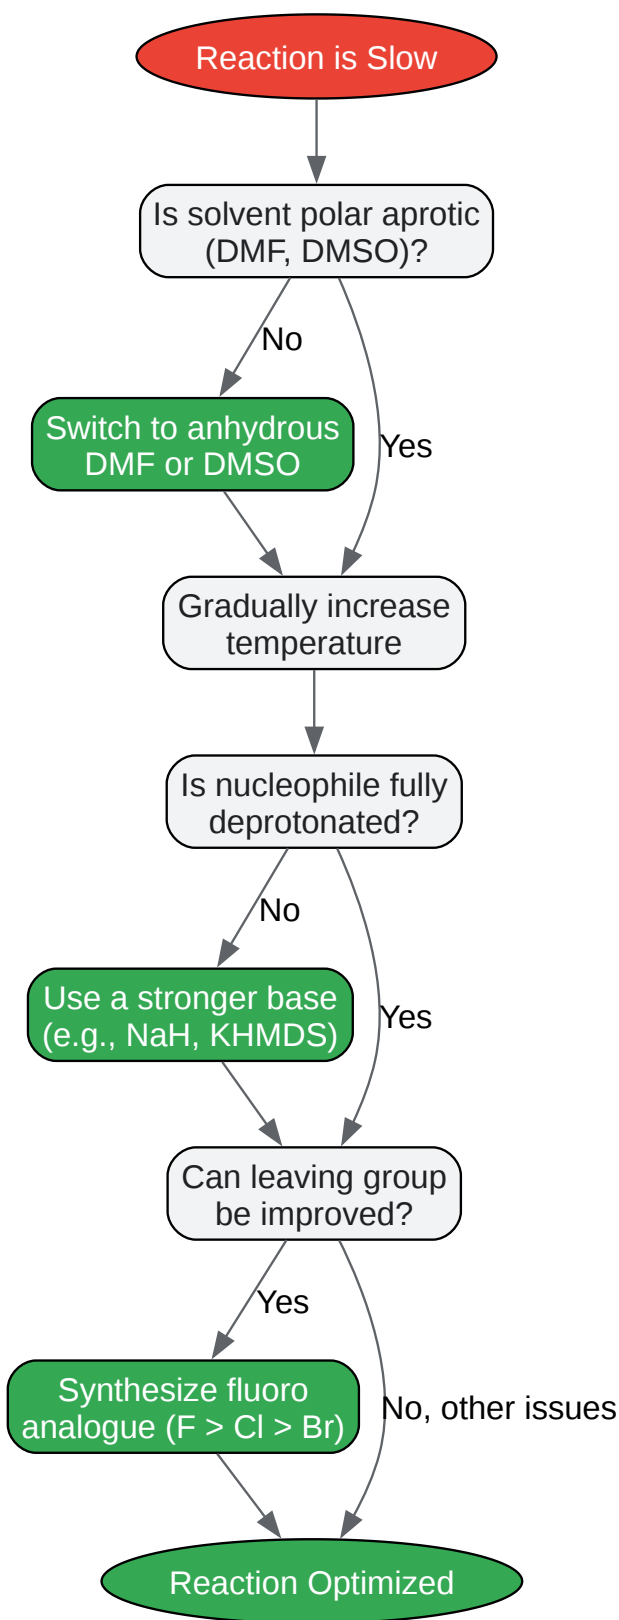 Reaction is Slow
Is solvent polar aprotic
(DMF, DMSO)?
No
Switch to anhydrous
DMF or DMSO
Yes
Gradually increase
temperature
Is nucleophile fully
deprotonated?
No
Use a stronger base
(e.g., NaH, KHMDS)
Yes
Can leaving group
be improved?
Yes
Synthesize fluoro
analogue (F > Cl > Br)
No, other issues
Reaction Optimized